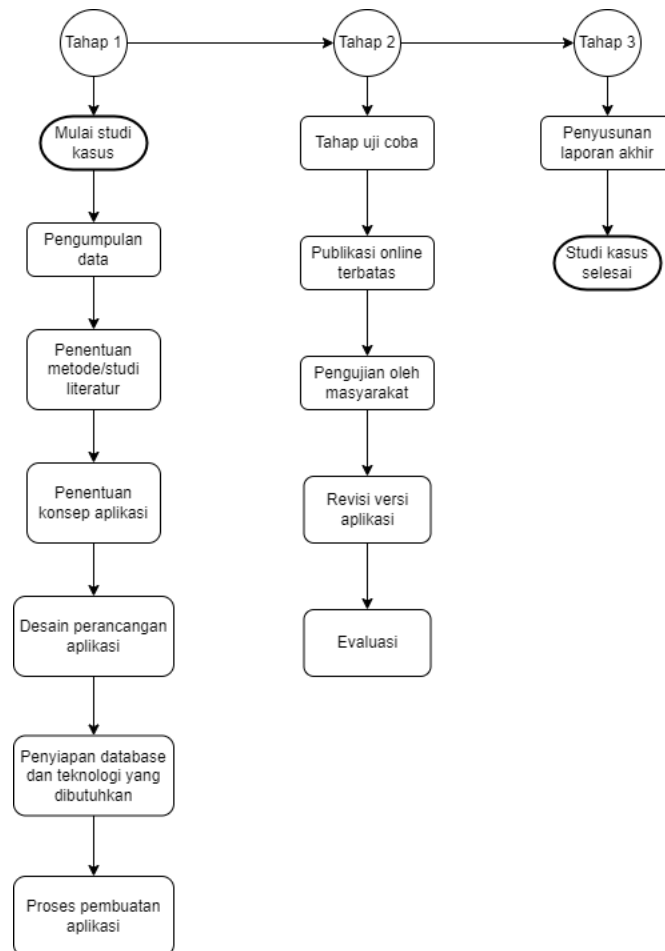 Tahap 1
Mulai studi
kasus
Pengumpulan
data
Penentuan
metode/studi
literatur
Penentuan
konsep aplikasi
Desain perancangan
aplikasi
Penyiapan database
dan teknologi yang
dibutuhkan
Proses pembuatan
aplikasi
Tahap 2
Tahap uji coba
Publikasi online
terbatas
Pengujian oleh
masyarakat
Revisi versi
aplikasi
Evaluasi
Tahap 3
Penyusunan
laporan akhir
Studi kasus
selesai